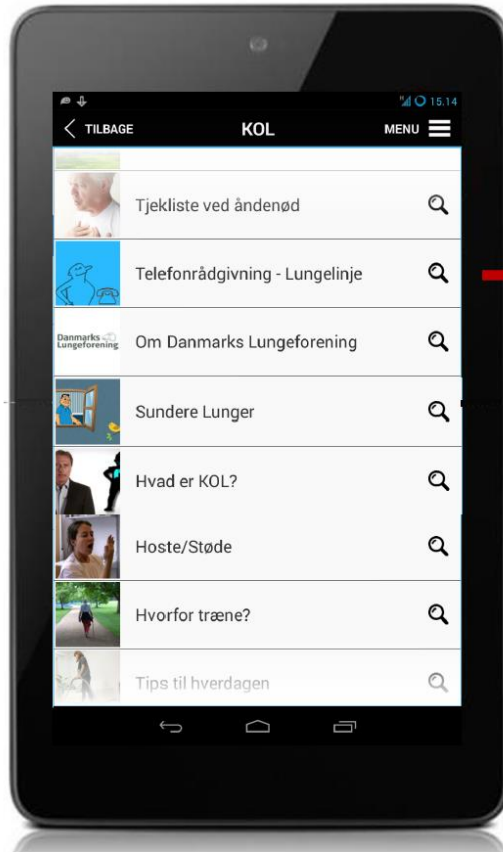 15.14
TILBAGE KOL MENU
Tjekliste ved åndenød
Telefonrådgivning - Lungelinje
Danmarks
Lungeforening
Om Danmarks Lungeforening
Sundere Lunger
Hvad er KOL?
Hoste/Støde
Hvorfor træne?
Tips til hverdagen